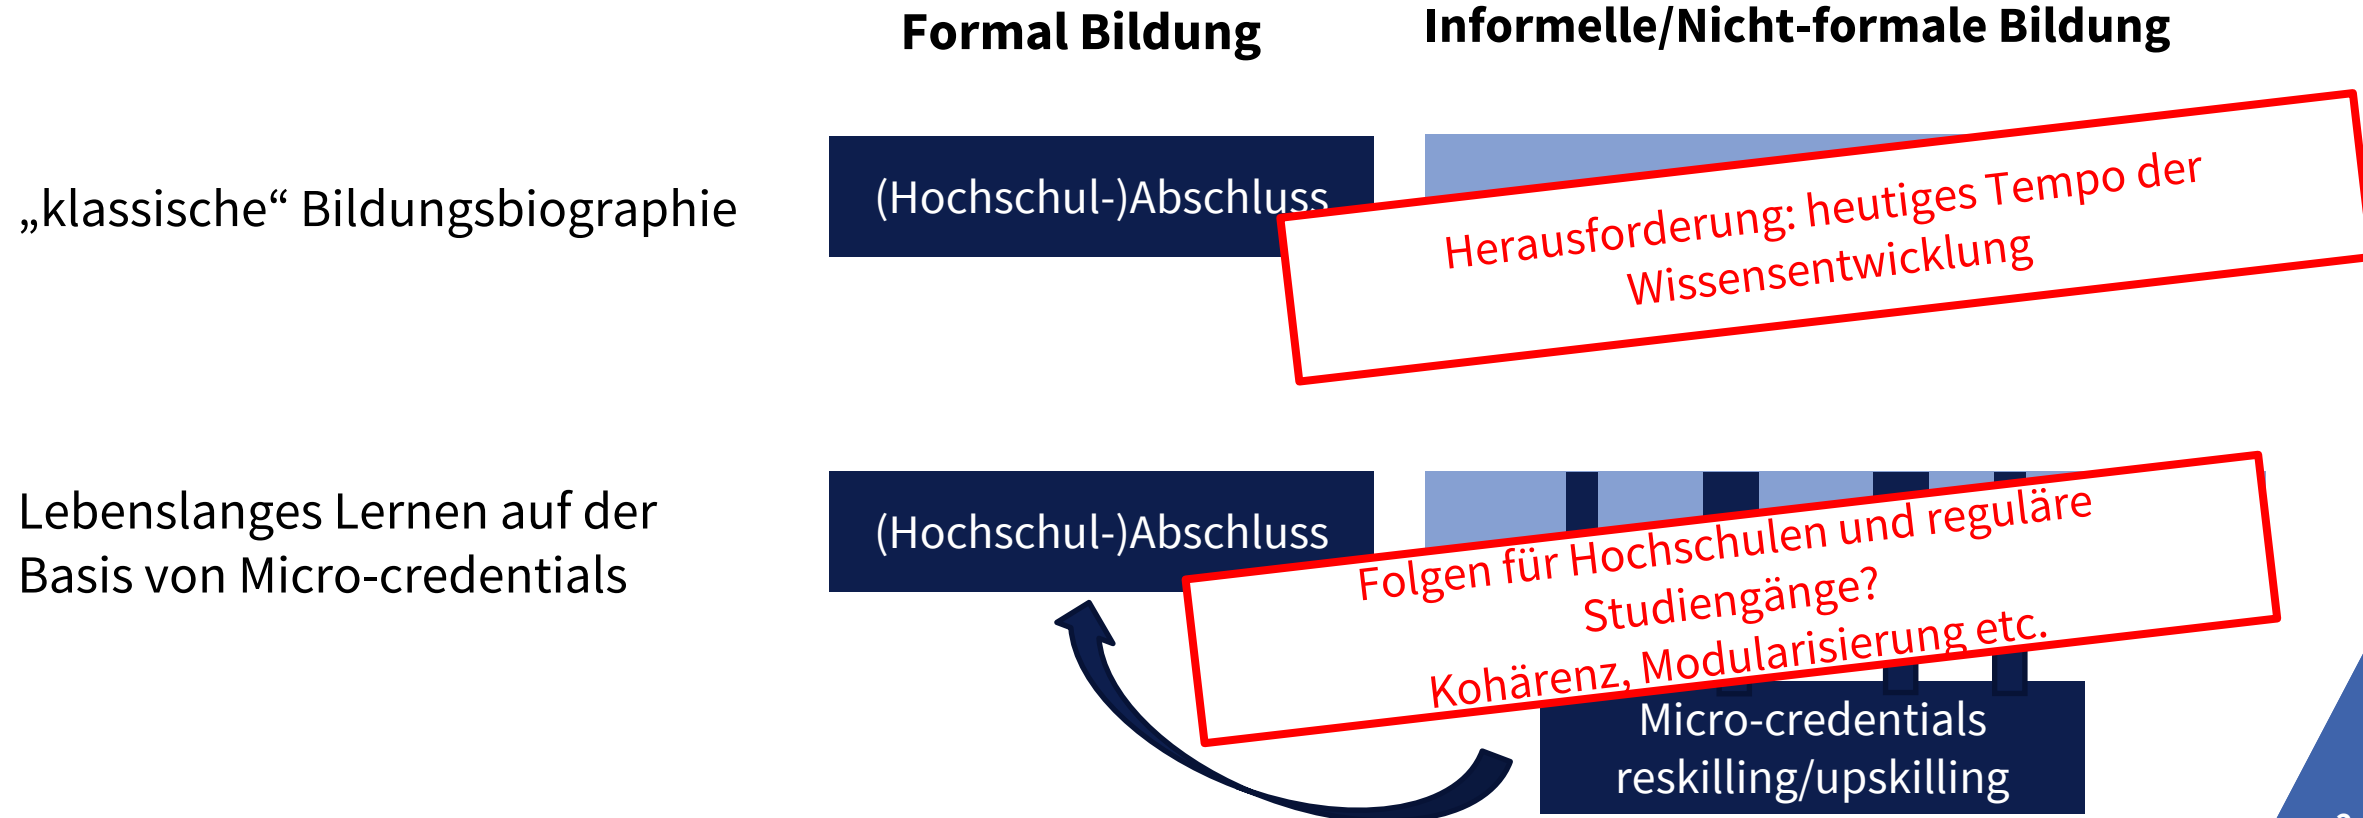 Formal Bildung
Informelle/Nicht-formale Bildung
„klassische“ Bildungsbiographie
(Hochschul-)Abschluss
Herausforderung: heutiges Tempo der
Wissensentwicklung
Lebenslanges Lernen auf der
Basis von Micro-credentials
(Hochschul-)Abschluss
Folgen für Hochschulen und reguläre
Studiengänge?
Kohärenz, Modularisierung etc.
Micro-credentials
reskilling/upskilling